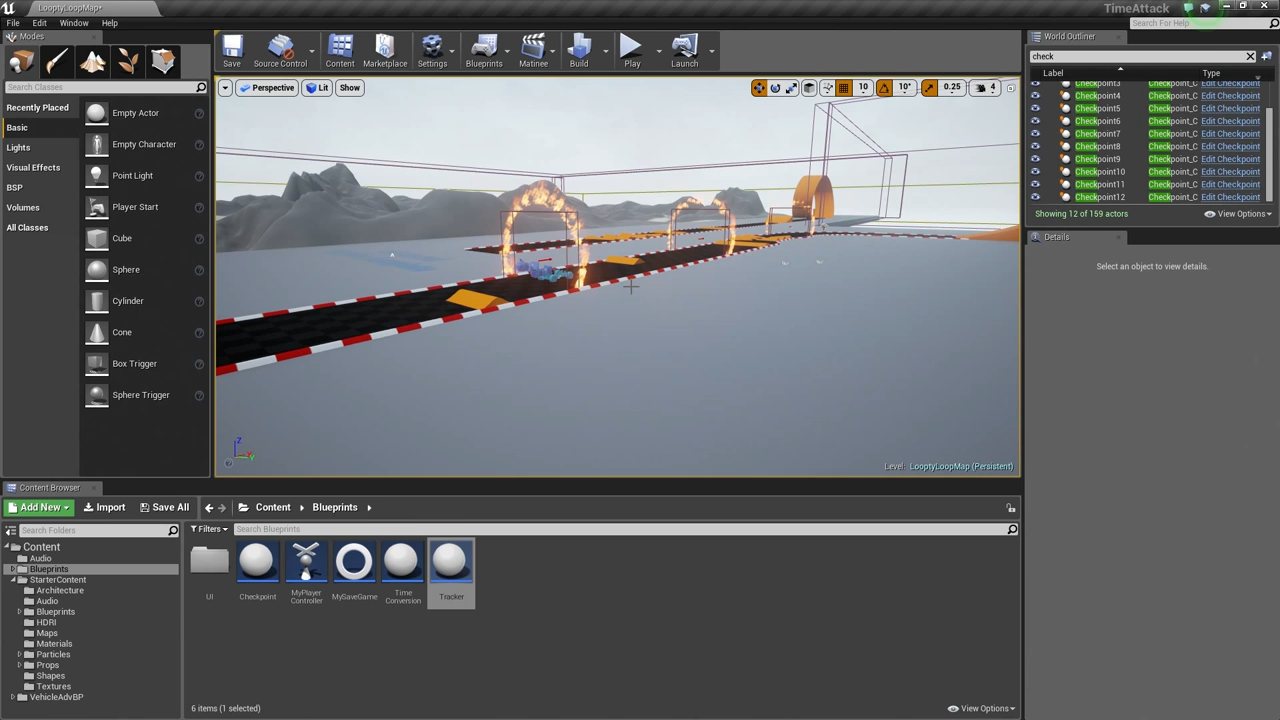 LooptyLoopMap*
TimeAttack
File Edit Window Help
Search For Help
Modes
Search Classes
Recently Placed
Basic
Lights
Visual Effects
BSP
Volumes
All Classes
Empty Actor
Empty Character
Point Light
Player Start
Cube
Sphere
Cylinder
Cone
Box Trigger
Sphere Trigger
Save Source Control Content Marketplace Settings Blueprints Matinee Build Play Launch
Perspective Lit Show 10 10° 0.25 4
Level: LooptyLoopMap (Persistent)
World Outliner
check
Label Type
Checkpoint3 Checkpoint_C Edit Checkpoint
Checkpoint4 Checkpoint_C Edit Checkpoint
Checkpoint5 Checkpoint_C Edit Checkpoint
Checkpoint6 Checkpoint_C Edit Checkpoint
Checkpoint7 Checkpoint_C Edit Checkpoint
Checkpoint8 Checkpoint_C Edit Checkpoint
Checkpoint9 Checkpoint_C Edit Checkpoint
Checkpoint10 Checkpoint_C Edit Checkpoint
Checkpoint11 Checkpoint_C Edit Checkpoint
Checkpoint12 Checkpoint_C Edit Checkpoint
Showing 12 of 159 actors View Options
Details
Select an object to view details.
Content Browser
Add New Import Save All Content Blueprints
Search Folders
Content
Audio
Blueprints
StarterContent
Architecture
Audio
Blueprints
HDRI
Maps
Materials
Particles
Props
Shapes
Textures
VehicleAdvBP
Filters Search Blueprints
UI
Checkpoint
MyPlayer
Controller
MySaveGame
Time
Conversion
Tracker
6 items (1 selected) View Options